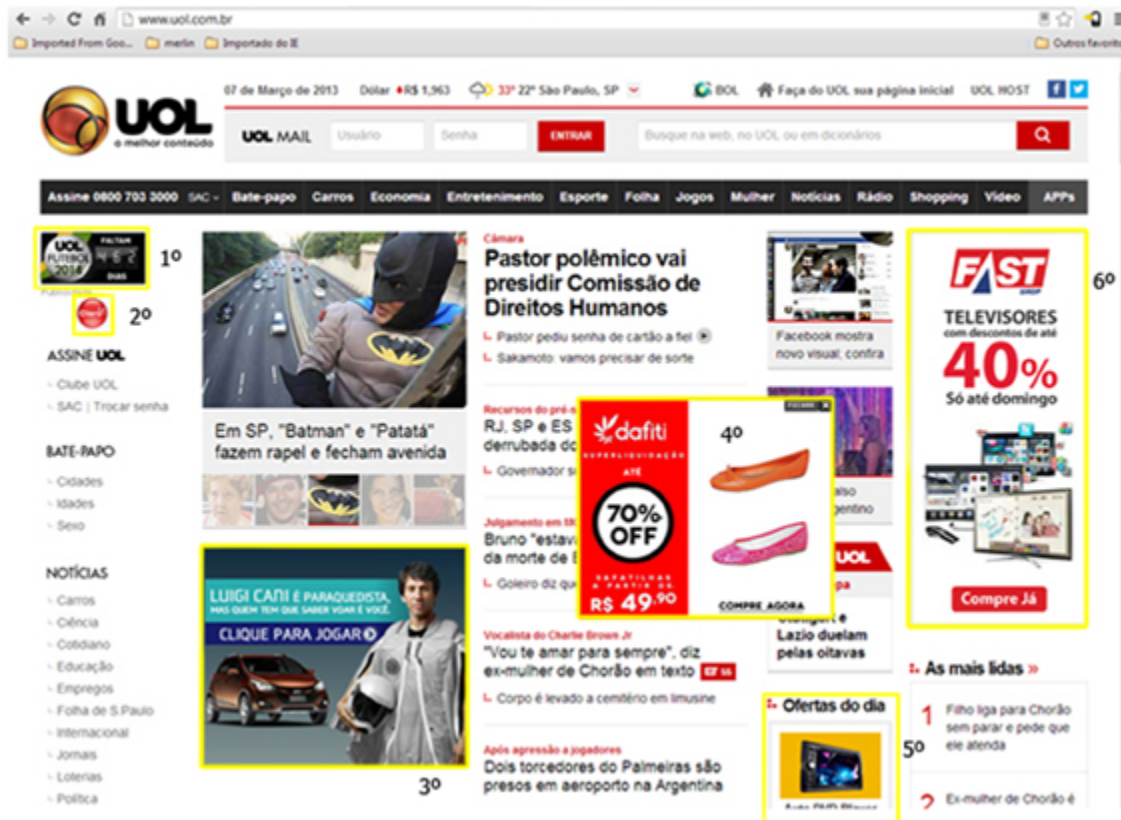 www.uol.com.br
Imported From Goo... merlin Importado do IE Outros favorito
UOL
o melhor conteúdo
07 de Março de 2013 Dólar R$ 1,963 33° 22° São Paulo, SP BOL Faça do UOL sua página inicial UOL HOST
UOL MAIL Usuário Senha ENTRAR Busque na web, no UOL ou em dicionários
Assine 0800 703 3000 SAC Bate-papo Carros Economia Entretenimento Esporte Folha Jogos Mulher Notícias Rádio Shopping Vídeo APPs
UOL
FUTEBOL
2014
FALTAM
462
DIAS
1º
Claro
2º
ASSINE UOL
Clube UOL
SAC | Trocar senha
BATE-PAPO
Cidades
Idades
Sexo
NOTÍCIAS
Carros
Ciência
Cotidiano
Educação
Empregos
Folha de S.Paulo
Internacional
Jornais
Loterias
Política
Em SP, "Batman" e "Patatá"
fazem rapel e fecham avenida
LUIGI CANI É PARAQUEDISTA,
MAS QUEM TEM QUE SABER VOAR É VOCÊ.
CLIQUE PARA JOGAR
3º
Câmara
Pastor polêmico vai
presidir Comissão de
Direitos Humanos
Pastor pediu senha de cartão a fiel
Sakamoto: vamos precisar de sorte
Recursos do pré-s
RJ, SP e ES
derrubada do
Governador s
Julgamento em
Bruno "estav
da morte de
Goleiro diz qu
Vocalista do Charlie Brown Jr
"Vou te amar para sempre", diz
ex-mulher de Chorão em texto
Corpo é levado a cemitério em limusine
Após agressão a jogadores
Dois torcedores do Palmeiras são
presos em aeroporto na Argentina
dafiti
SUPERLIQUIDAÇÃO
ATÉ
70%
OFF
SAPATILHAS
A PARTIR DE
R$ 49,90
4º
COMPRE AGORA
Facebook mostra
novo visual; confira
UOL
Lazio duelam
pelas oitavas
Ofertas do dia
5º
FAST
SHOP
TELEVISORES
com descontos de até
40%
Só até domingo
Compre Já
6º
As mais lidas »
1 Filho liga para Chorão
sem parar e pede que
ele atenda
2 Ex-mulher de Chorão é